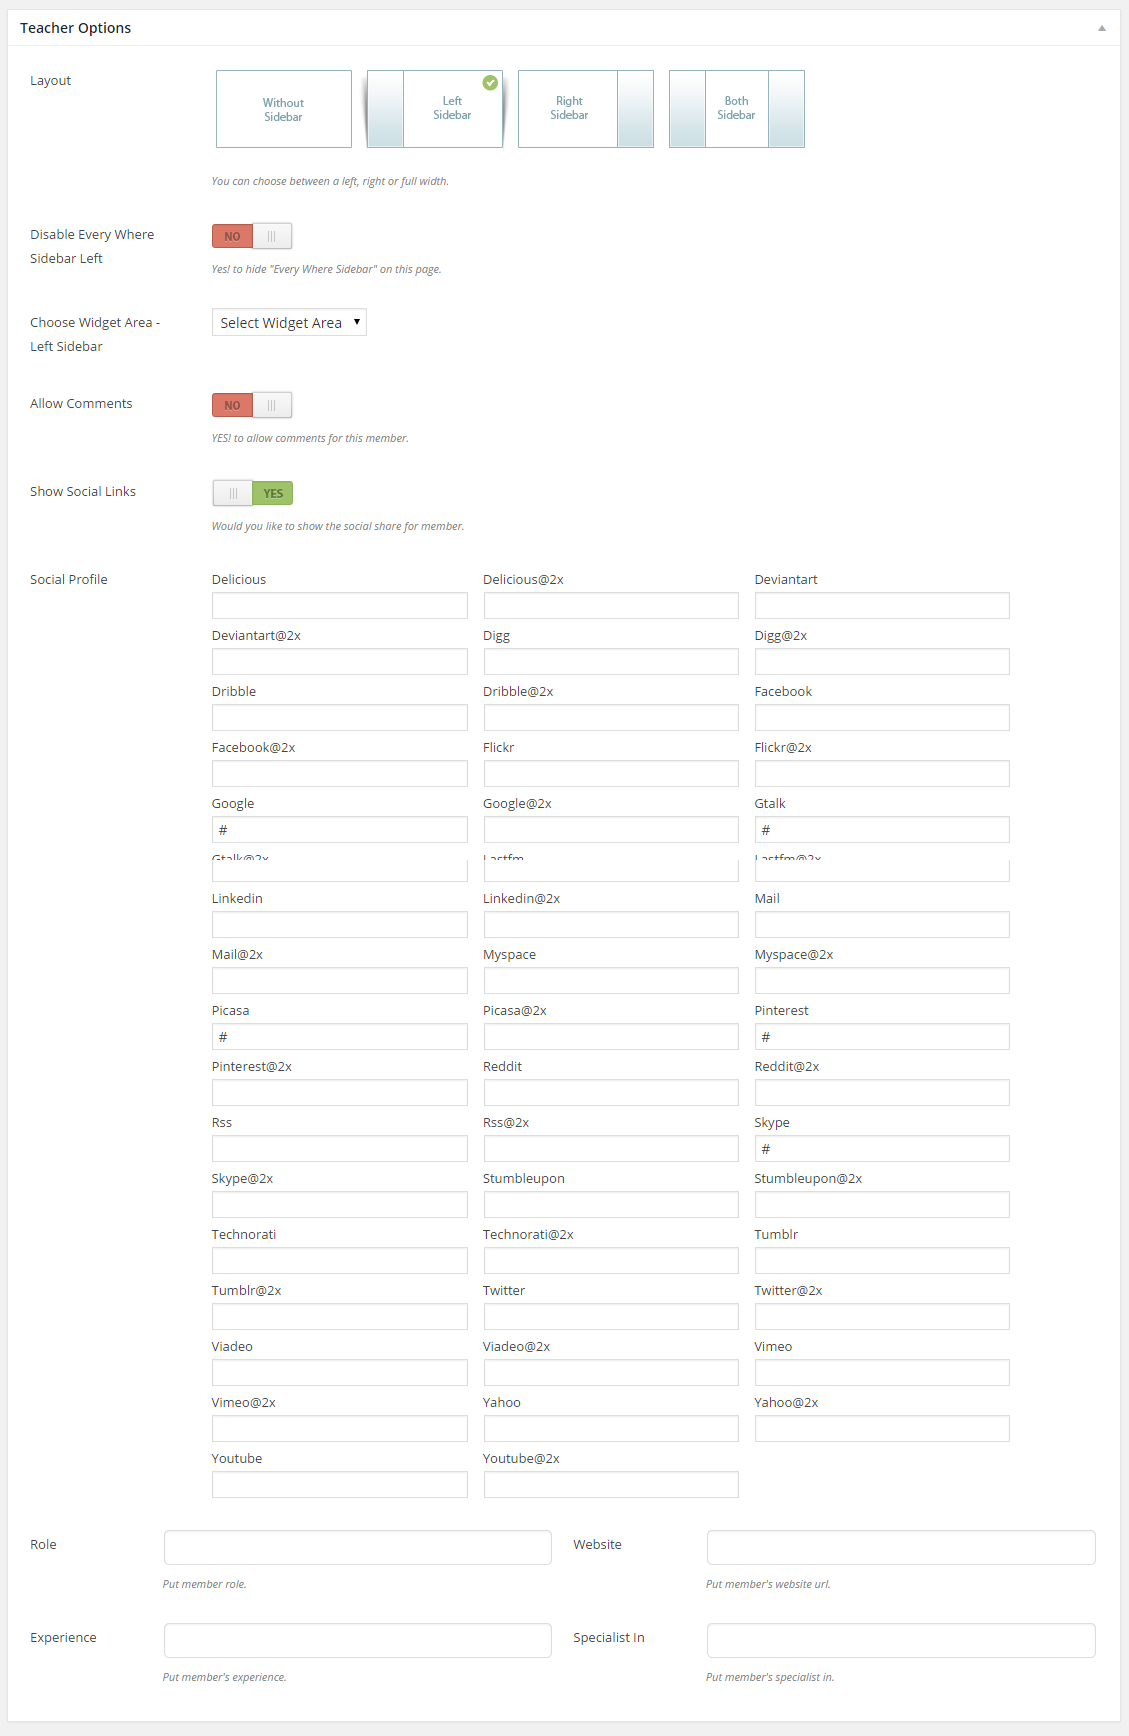 Teacher Options
Layout
Without
Sidebar
Left
Sidebar
Right
Sidebar
Both
Sidebar
You can choose between a left, right or full width.
Disable Every Where
Sidebar Left
NO
Yes! to hide "Every Where Sidebar" on this page.
Choose Widget Area -
Left Sidebar
Select Widget Area
Allow Comments
NO
YES! to allow comments for this member.
Show Social Links
YES
Would you like to show the social share for member.
Social Profile
Delicious Delicious@2x Deviantart
Deviantart@2x Digg Digg@2x
Dribble Dribble@2x Facebook
Facebook@2x Flickr Flickr@2x
Google Google@2x Gtalk
# #
Gtalk@2x Lastfm Lastfm@2x
Linkedin Linkedin@2x Mail
Mail@2x Myspace Myspace@2x
Picasa Picasa@2x Pinterest
# #
Pinterest@2x Reddit Reddit@2x
Rss Rss@2x Skype
#
Skype@2x Stumbleupon Stumbleupon@2x
Technorati Technorati@2x Tumblr
Tumblr@2x Twitter Twitter@2x
Viadeo Viadeo@2x Vimeo
Vimeo@2x Yahoo Yahoo@2x
Youtube Youtube@2x
Role Website
Put member role. Put member's website url.
Experience Specialist In
Put member's experience. Put member's specialist in.